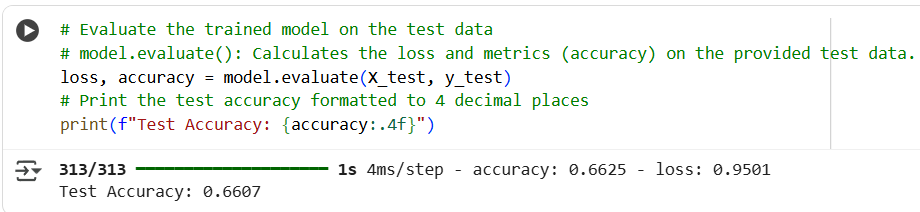 # Evaluate the trained model on the test data
# model.evaluate(): Calculates the loss and metrics (accuracy) on the provided test data.
loss, accuracy = model.evaluate(X_test, y_test)
# Print the test accuracy formatted to 4 decimal places
print(f"Test Accuracy: {accuracy:.4f}")
313/313 ━━━━━━━━━━━━━━━━━━━━ 1s 4ms/step - accuracy: 0.6625 - loss: 0.9501
Test Accuracy: 0.6607